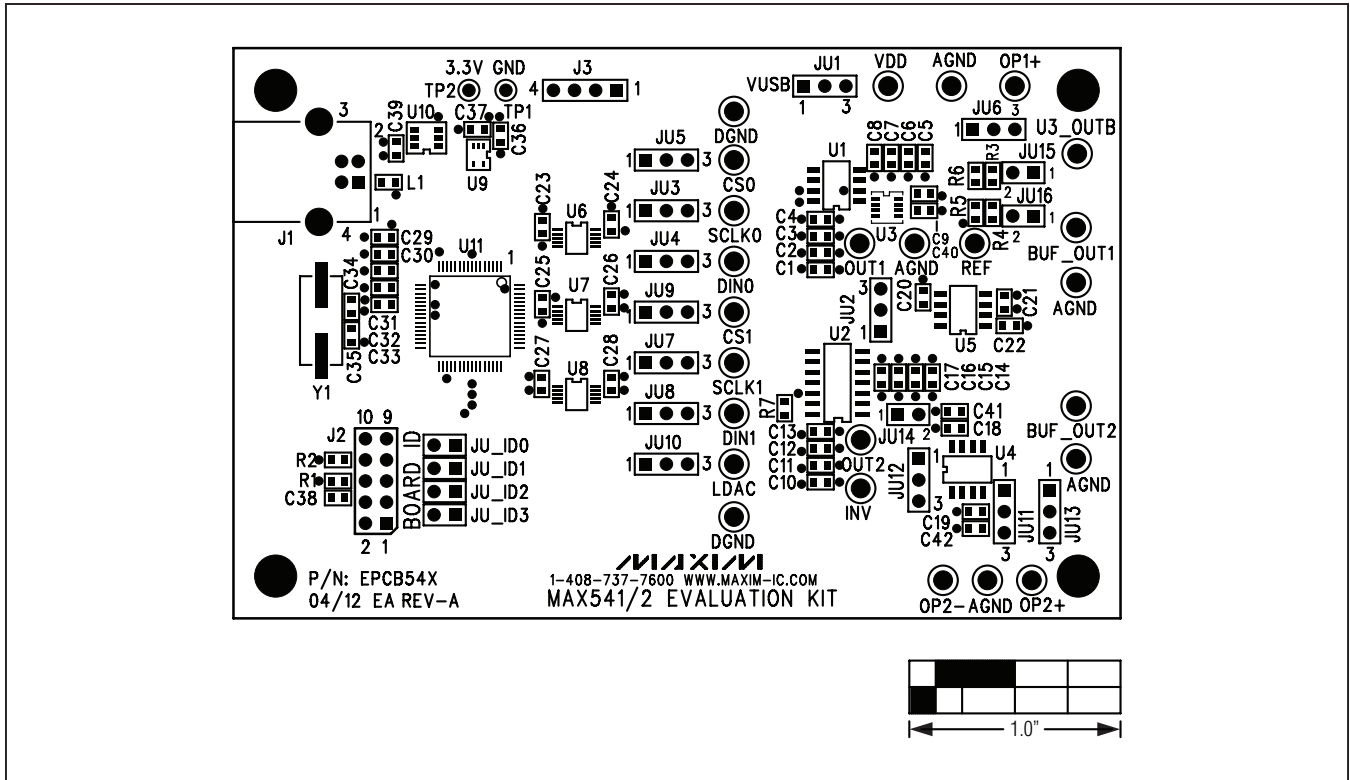 3.3V GND
TP2 TP1
J3
4 1
JU1
VUSB
1 3
VDD
AGND
OP1+
JU6
1 3
U3_OUTB
3
2
C39
U10
C37
C36
U9
L1
1
4
J1
DGND
JU5
1 3
CS0
JU3
1 3
SCLK0
JU4
1 3
DIN0
JU9
1 3
CS1
JU7
1 3
SCLK1
JU8
1 3
DIN1
JU10
1 3
LDAC
DGND
C8
C7
C6
C5
U1
R6
R3
JU15
1
2
JU16
R5
R4
1
2
C4
C3
C2
C1
U3
C9
C40
OUT1
AGND
REF
BUF_OUT1
AGND
C23
C24
U6
C25
C26
U7
C27
C28
U8
C29
C30
U11
1
C34
C31
C32
C33
C35
Y1
JU2
3
1
C20
C21
U5
C22
U2
C17
C16
C15
C14
R7
1 2
JU14
C41
C18
C13
C12
C11
C10
OUT2
INV
JU12
1
3
U4
C19
C42
JU11
1
3
JU13
1
3
BUF_OUT2
AGND
10 9
J2
R2
R1
C38
2 1
BOARD ID
JU_ID0
JU_ID1
JU_ID2
JU_ID3
P/N: EPCB54X
04/12 EA REV-A
MAXIM
1-408-737-7600 WWW.MAXIM-IC.COM
MAX541/2 EVALUATION KIT
OP2- AGND OP2+
1.0"